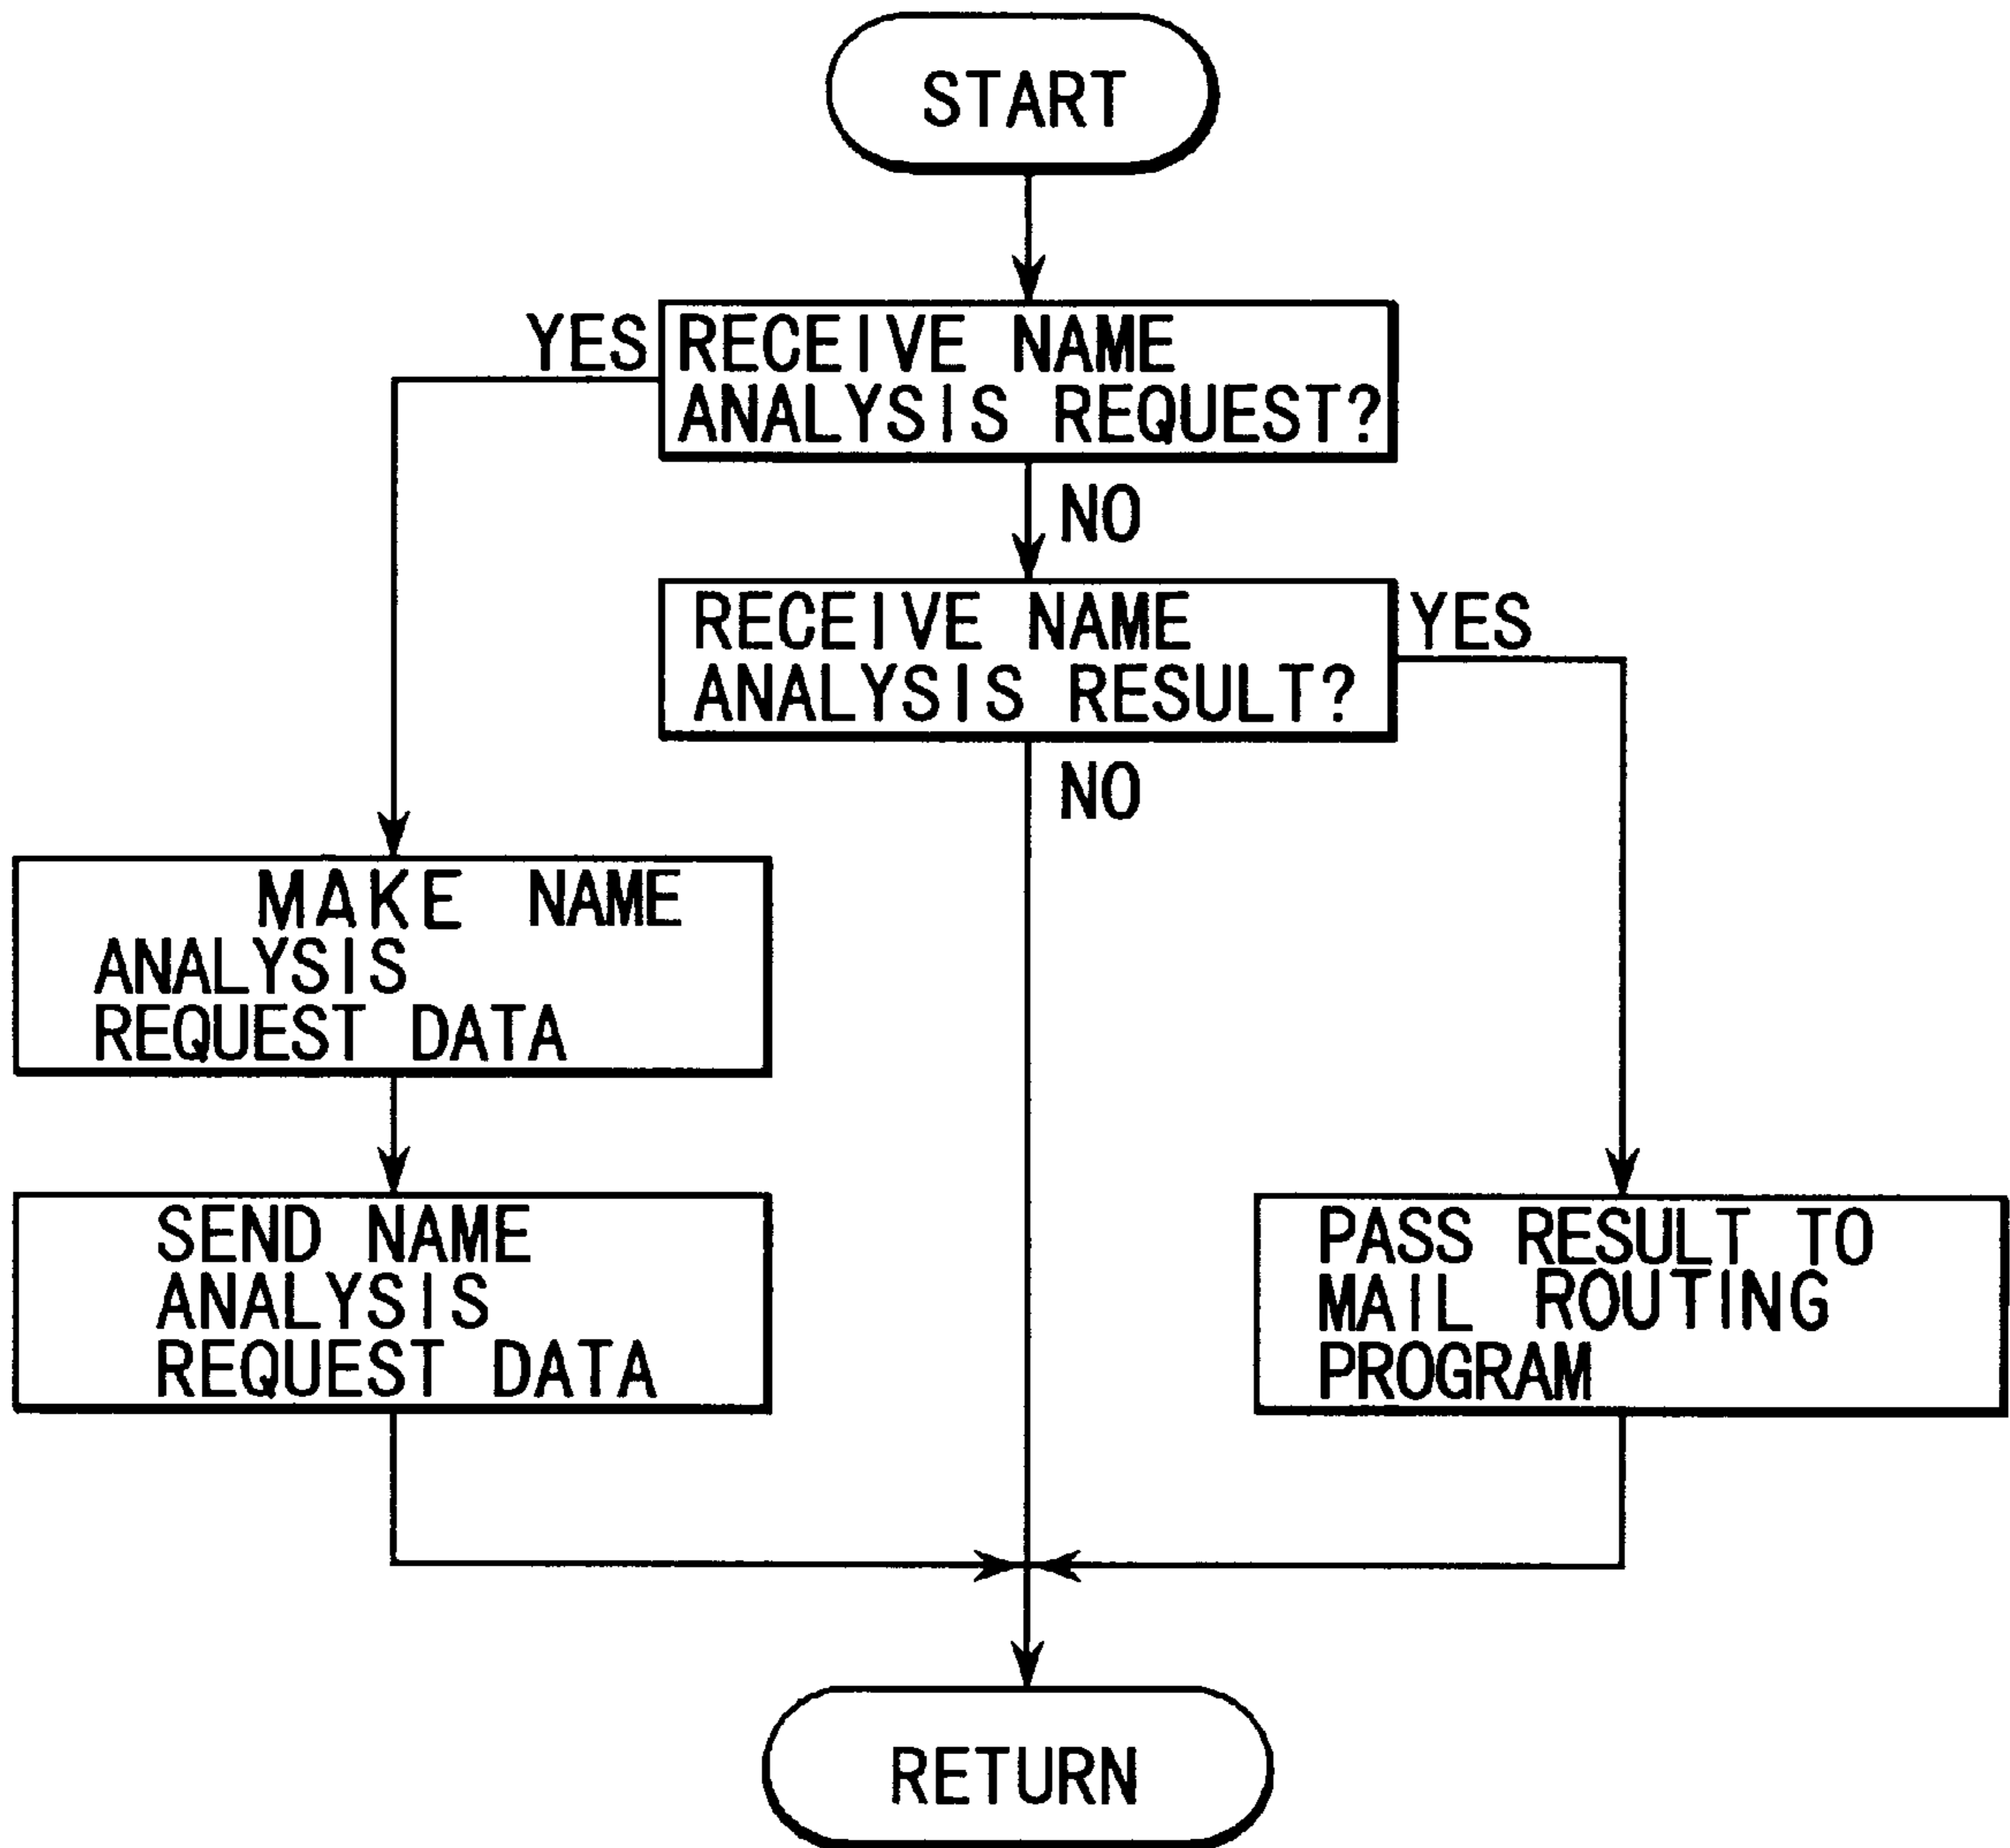 START
YES
RECEIVE NAME
ANALYSIS REQUEST?
NO
RECEIVE NAME
ANALYSIS RESULT?
YES
NO
MAKE NAME
ANALYSIS
REQUEST DATA
SEND NAME
ANALYSIS
REQUEST DATA
PASS RESULT TO
MAIL ROUTING
PROGRAM
RETURN